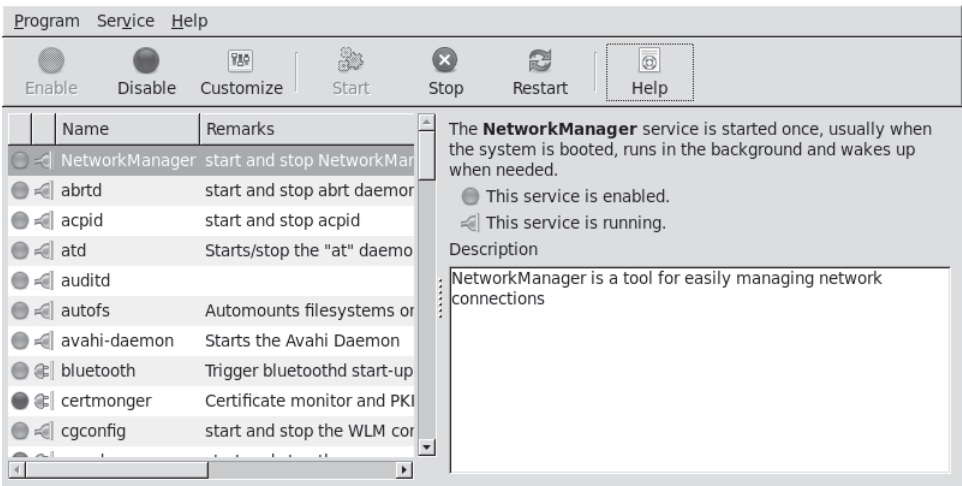 Program Service Help
Enable Disable Customize Start Stop Restart Help
Name Remarks
NetworkManager start and stop NetworkMan
abrtd start and stop abrt daemon
acpid start and stop acpid
atd Starts/stop the "at" daemo
auditd
autofs Automounts filesystems on
avahi-daemon Starts the Avahi Daemon
bluetooth Trigger bluetoothd start-up
certmonger Certificate monitor and PKI
cgconfig start and stop the WLM con
The NetworkManager service is started once, usually when
the system is booted, runs in the background and wakes up
when needed.
This service is enabled.
This service is running.
Description
NetworkManager is a tool for easily managing network
connections